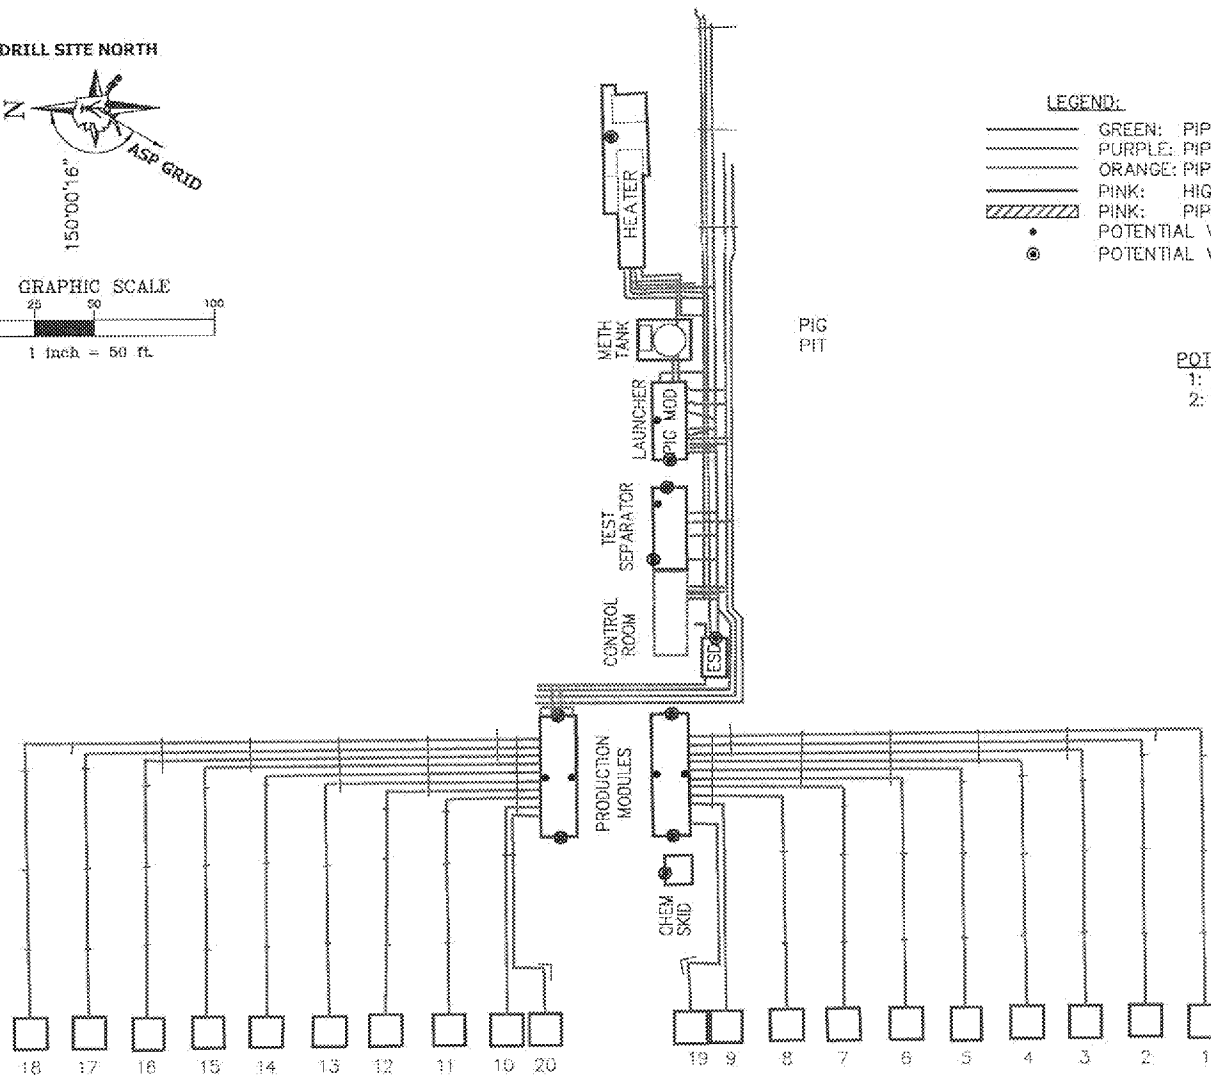 DRILL SITE NORTH
N
ASP GRID
150°00'16"
GRAPHIC SCALE
25 50 100
1 inch = 50 ft.
LEGEND:
GREEN: PIP
PURPLE: PIP
ORANGE: PIP
PINK: HIG
PINK: PIP
POTENTIAL V
POTENTIAL V
HEATER
METH
TANK
PIG
PIT
POT
1:
2:
LAUNCHER
PIG MOD
TEST
SEPARATOR
CONTROL
ROOM
ESD
PRODUCTION
MODULES
CHEM
SKID
18 17 16 15 14 13 12 11 10 20 19 9 8 7 6 5 4 3 2 1